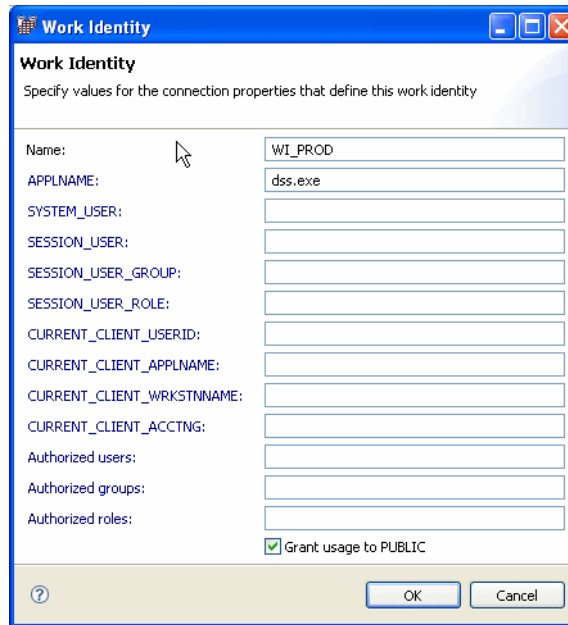 Work Identity
Work Identity
Specify values for the connection properties that define this work identity
Name: WI_PROD
APPLNAME: dss.exe
SYSTEM_USER:
SESSION_USER:
SESSION_USER_GROUP:
SESSION_USER_ROLE:
CURRENT_CLIENT_USERID:
CURRENT_CLIENT_APPLNAME:
CURRENT_CLIENT_WRKSTNNAME:
CURRENT_CLIENT_ACCTNG:
Authorized users:
Authorized groups:
Authorized roles:
Grant usage to PUBLIC
? OK Cancel